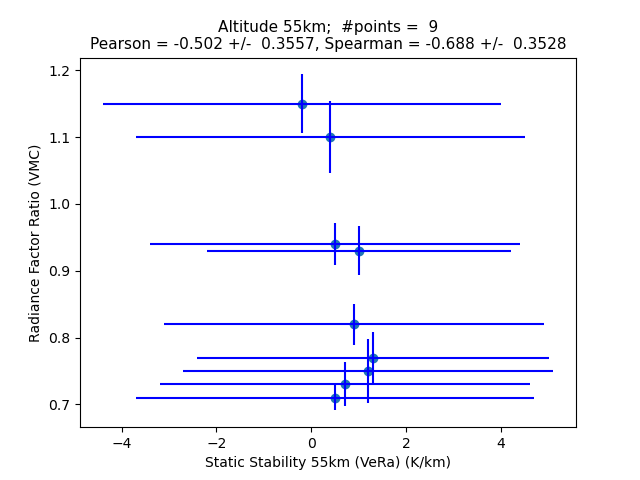 Altitude 55km;  #points =  9
Pearson = -0.502 +/-  0.3557, Spearman = -0.688 +/-  0.3528
1.2
1.1
1.0
0.9
0.8
0.7
Radiance Factor Ratio (VMC)
−4
−2
0
2
4
Static Stability 55km (VeRa) (K/km)